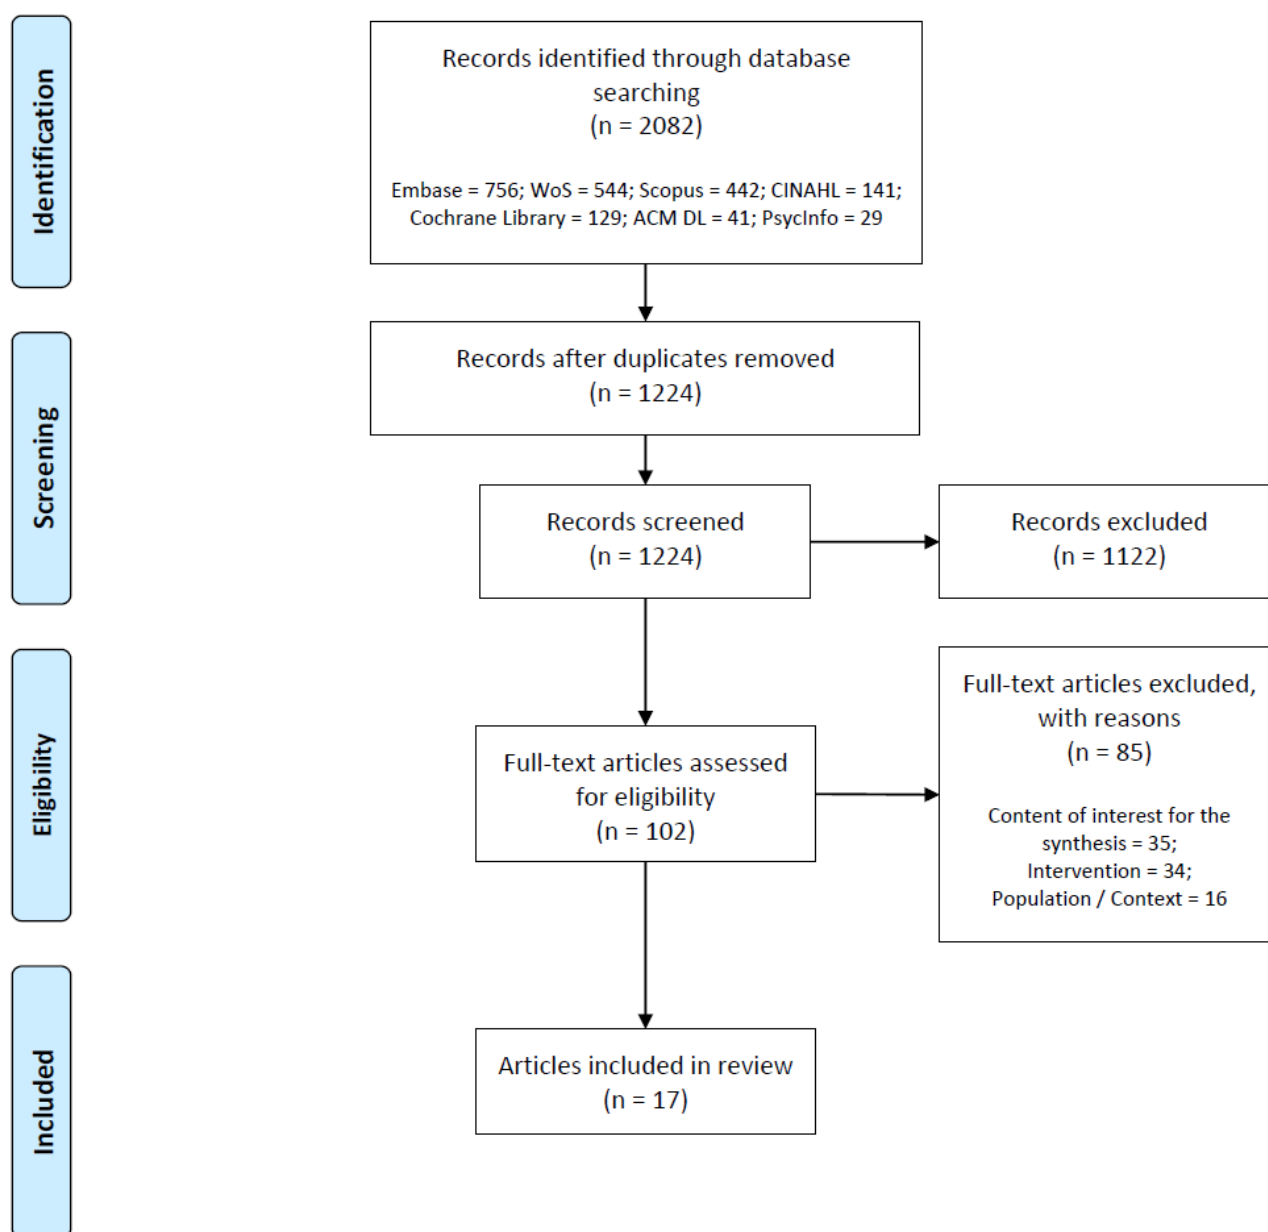 Identification
Records identified through database
searching
(n = 2082)
Embase = 756; WoS = 544; Scopus = 442; CINAHL = 141;
Cochrane Library = 129; ACM DL = 41; PsycInfo = 29
Screening
Records after duplicates removed
(n = 1224)
Records screened
(n = 1224)
Records excluded
(n = 1122)
Eligibility
Full-text articles assessed
for eligibility
(n = 102)
Full-text articles excluded,
with reasons
(n = 85)
Content of interest for the
synthesis = 35;
Intervention = 34;
Population / Context = 16
Included
Articles included in review
(n = 17)